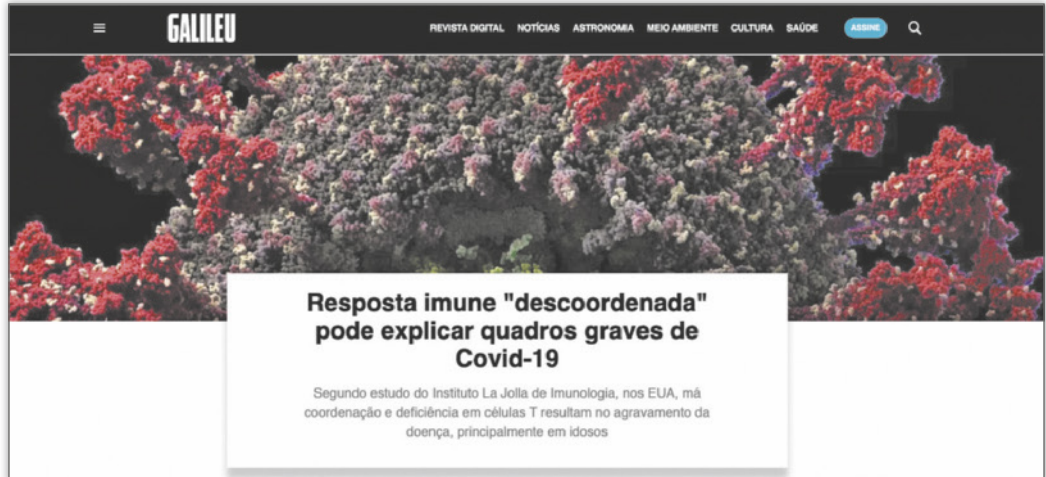 GALILEU
REVISTA DIGITAL NOTÍCIAS ASTRONOMIA MEIO AMBIENTE CULTURA SAÚDE ASSINE
Resposta imune "descoordenada"
pode explicar quadros graves de
Covid-19
Segundo estudo do Instituto La Jolla de Imunologia, nos EUA, má
coordenação e deficiência em células T resultam no agravamento da
doença, principalmente em idosos